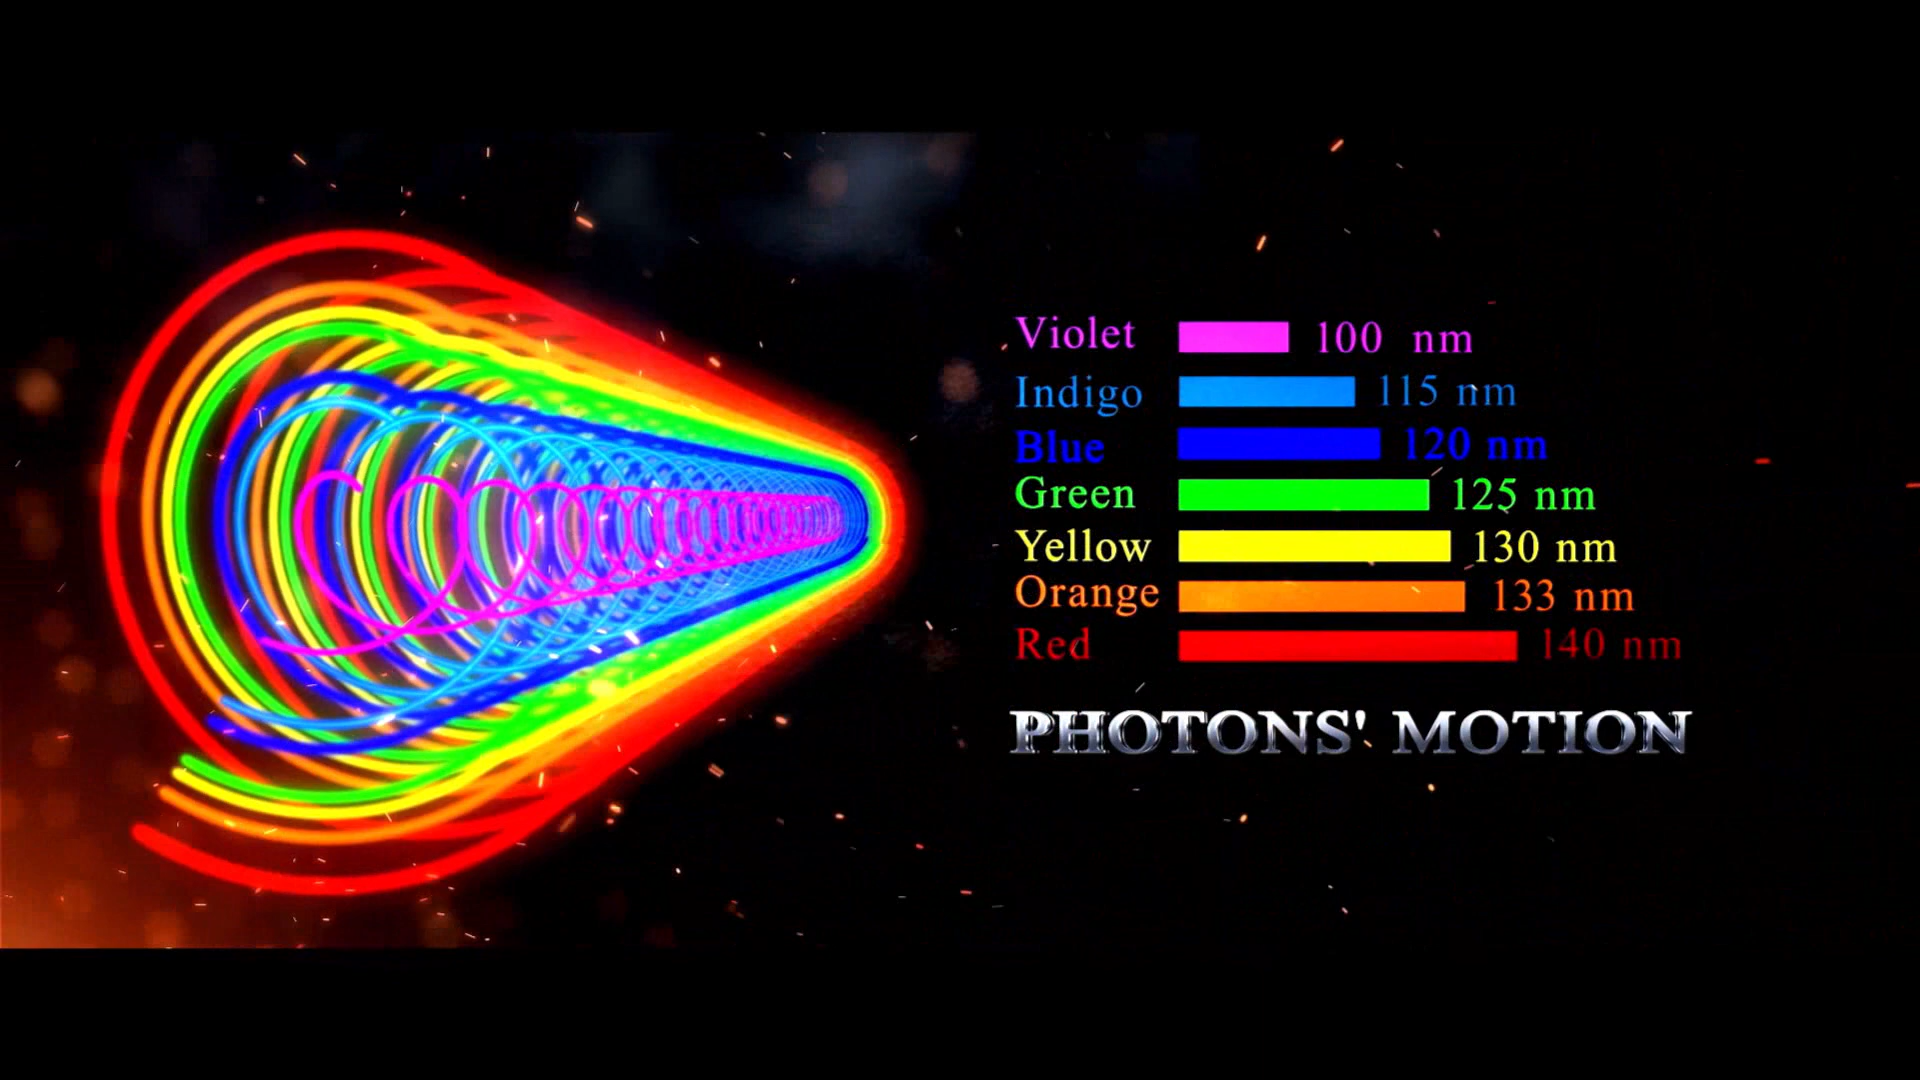 Violet 100 nm
Indigo 115 nm
Blue 120 nm
Green 125 nm
Yellow 130 nm
Orange 133 nm
Red 140 nm
PHOTONS' MOTION